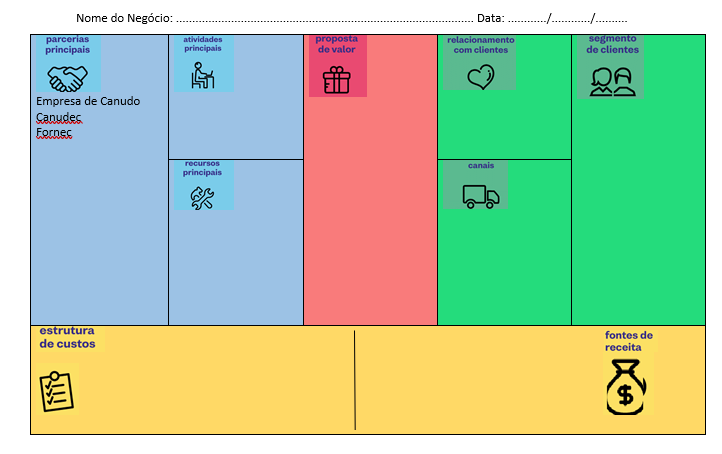 Nome do Negócio: ........................................................................................... Data: ............/............/..........
parcerias
principais
Empresa de Canudo
Canudec
Fornec
atividades
principais
recursos
principais
proposta
de valor
relacionamento
com clientes
canais
segmento
de clientes
estrutura
de custos
fontes de
receita
$